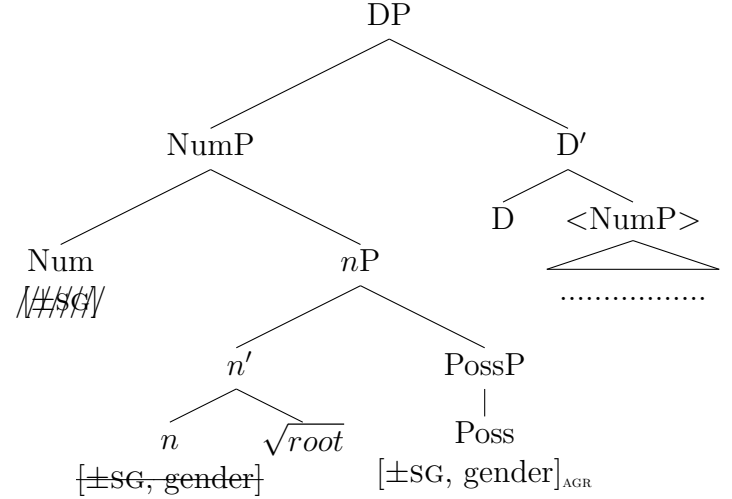 DP
NumP D′
D <NumP>
Num nP
[±SG] ..................
n′ PossP
n √root Poss
[±SG, gender] [±SG, gender]AGR